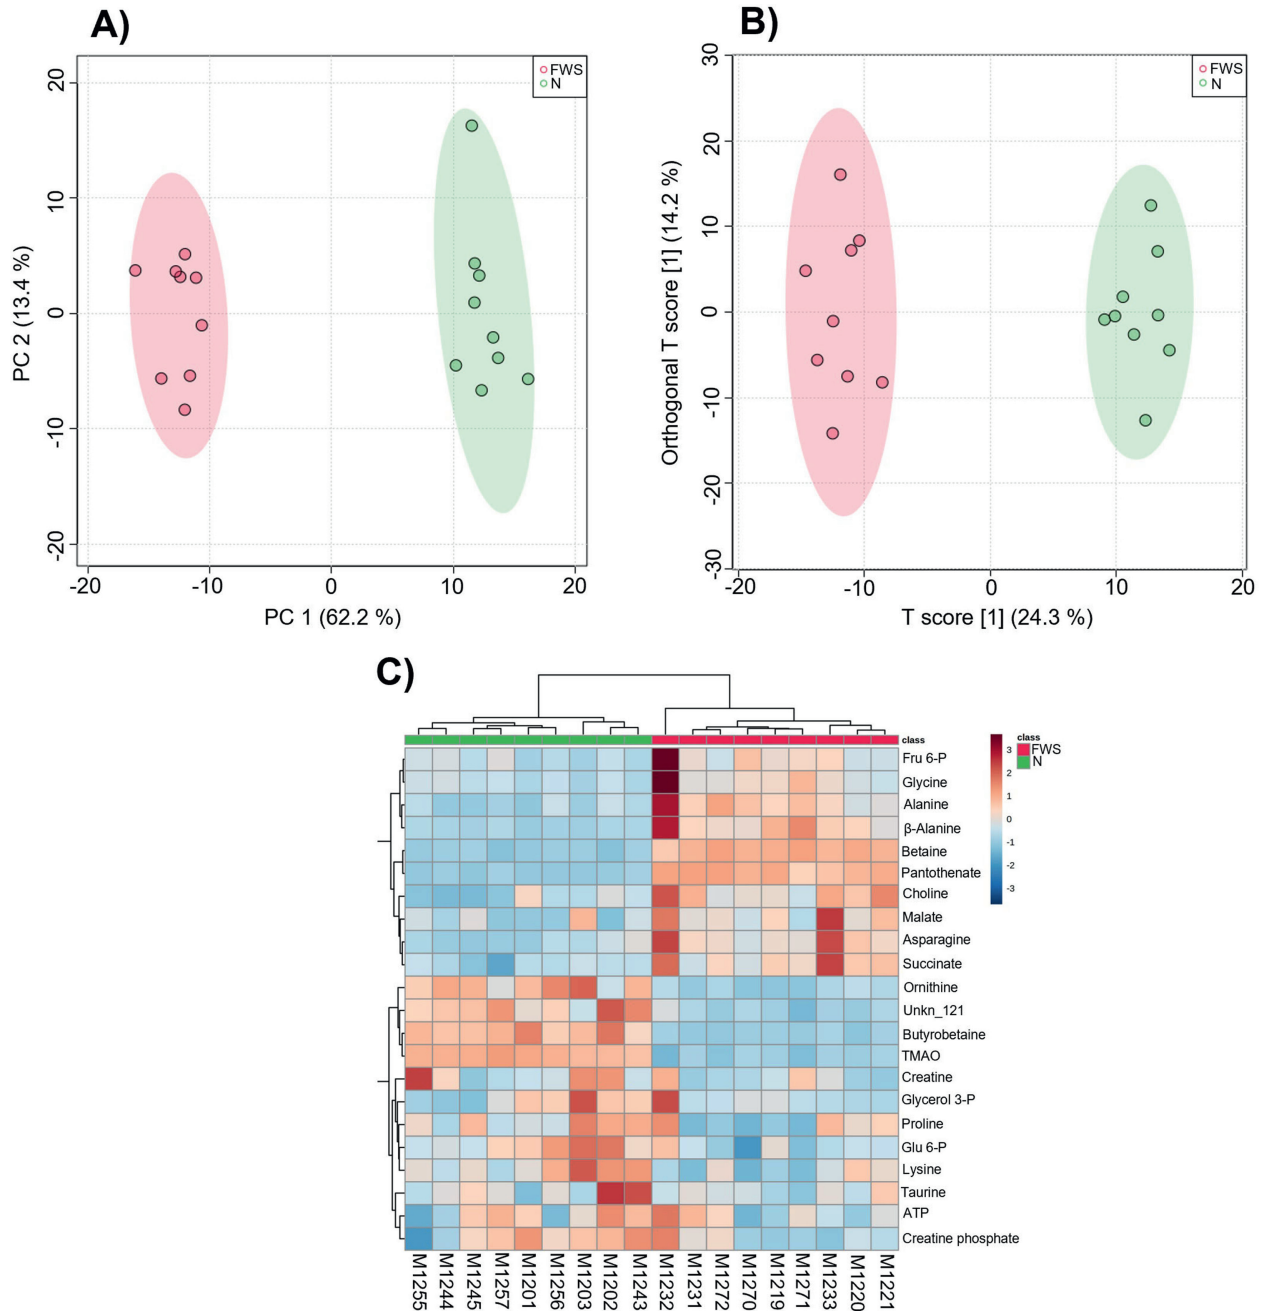 A)
B)
FWS
N
20
10
0
-10
-20
-20
-10
0
10
20
PC 2 (13.4 %)
PC 1 (62.2 %)
FWS
N
30
20
10
0
-10
-20
-30
-20
-10
0
10
20
Orthogonal T score [1] (14.2 %)
T score [1] (24.3 %)
C)
class
class
FWS
N
3
2
1
0
-1
-2
-3
Fru 6-P
Glycine
Alanine
β-Alanine
Betaine
Pantothenate
Choline
Malate
Asparagine
Succinate
Ornithine
Unkn_121
Butyrobetaine
TMAO
Creatine
Glycerol 3-P
Proline
Glu 6-P
Lysine
Taurine
ATP
Creatine phosphate
M1255
M1244
M1245
M1257
M1201
M1256
M1203
M1202
M1243
M1232
M1231
M1272
M1270
M1219
M1271
M1233
M1220
M1221